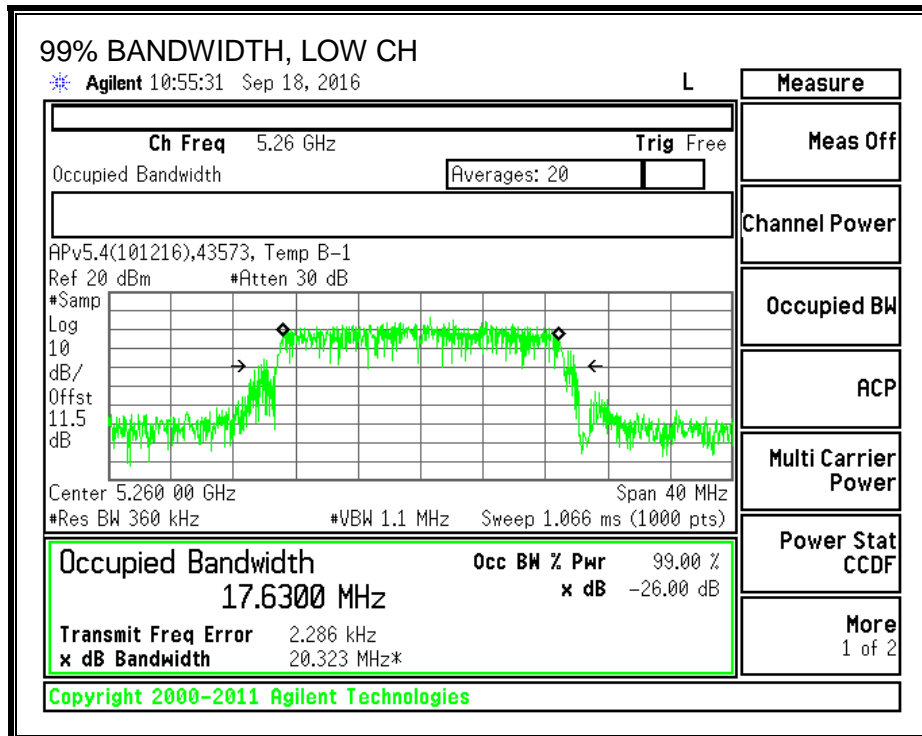 99% BANDWIDTH, LOW CH
Agilent 10:55:31 Sep 18, 2016 L
Measure
Ch Freq 5.26 GHz Trig Free
Occupied Bandwidth Averages: 20
APv5.4(101216),43573, Temp B-1
Ref 20 dBm #Atten 30 dB
#Samp
Log
10
dB/
Offst
11.5
dB
Center 5.260 00 GHz Span 40 MHz
#Res BW 360 kHz #VBW 1.1 MHz Sweep 1.066 ms (1000 pts)
Occupied Bandwidth Occ BW % Pwr 99.00 %
17.6300 MHz x dB -26.00 dB
Transmit Freq Error 2.286 kHz
x dB Bandwidth 20.323 MHz*
Copyright 2000-2011 Agilent Technologies
Meas Off
Channel Power
Occupied BW
ACP
Multi Carrier
Power
Power Stat
CCDF
More
1 of 2